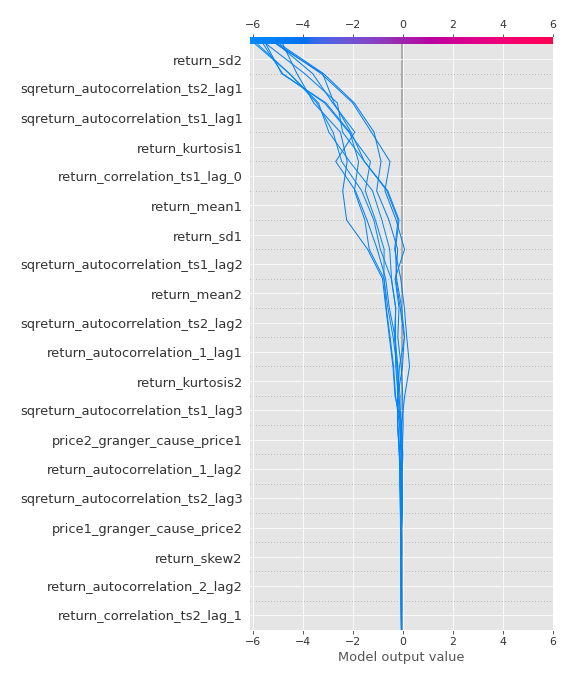 −6 −4 −2 0 2 4 6
return_sd2
sqreturn_autocorrelation_ts2_lag1
sqreturn_autocorrelation_ts1_lag1
return_kurtosis1
return_correlation_ts1_lag_0
return_mean1
return_sd1
sqreturn_autocorrelation_ts1_lag2
return_mean2
sqreturn_autocorrelation_ts2_lag2
return_autocorrelation_1_lag1
return_kurtosis2
sqreturn_autocorrelation_ts1_lag3
price2_granger_cause_price1
return_autocorrelation_1_lag2
sqreturn_autocorrelation_ts2_lag3
price1_granger_cause_price2
return_skew2
return_autocorrelation_2_lag2
return_correlation_ts2_lag_1
−6 −4 −2 0 2 4 6
Model output value